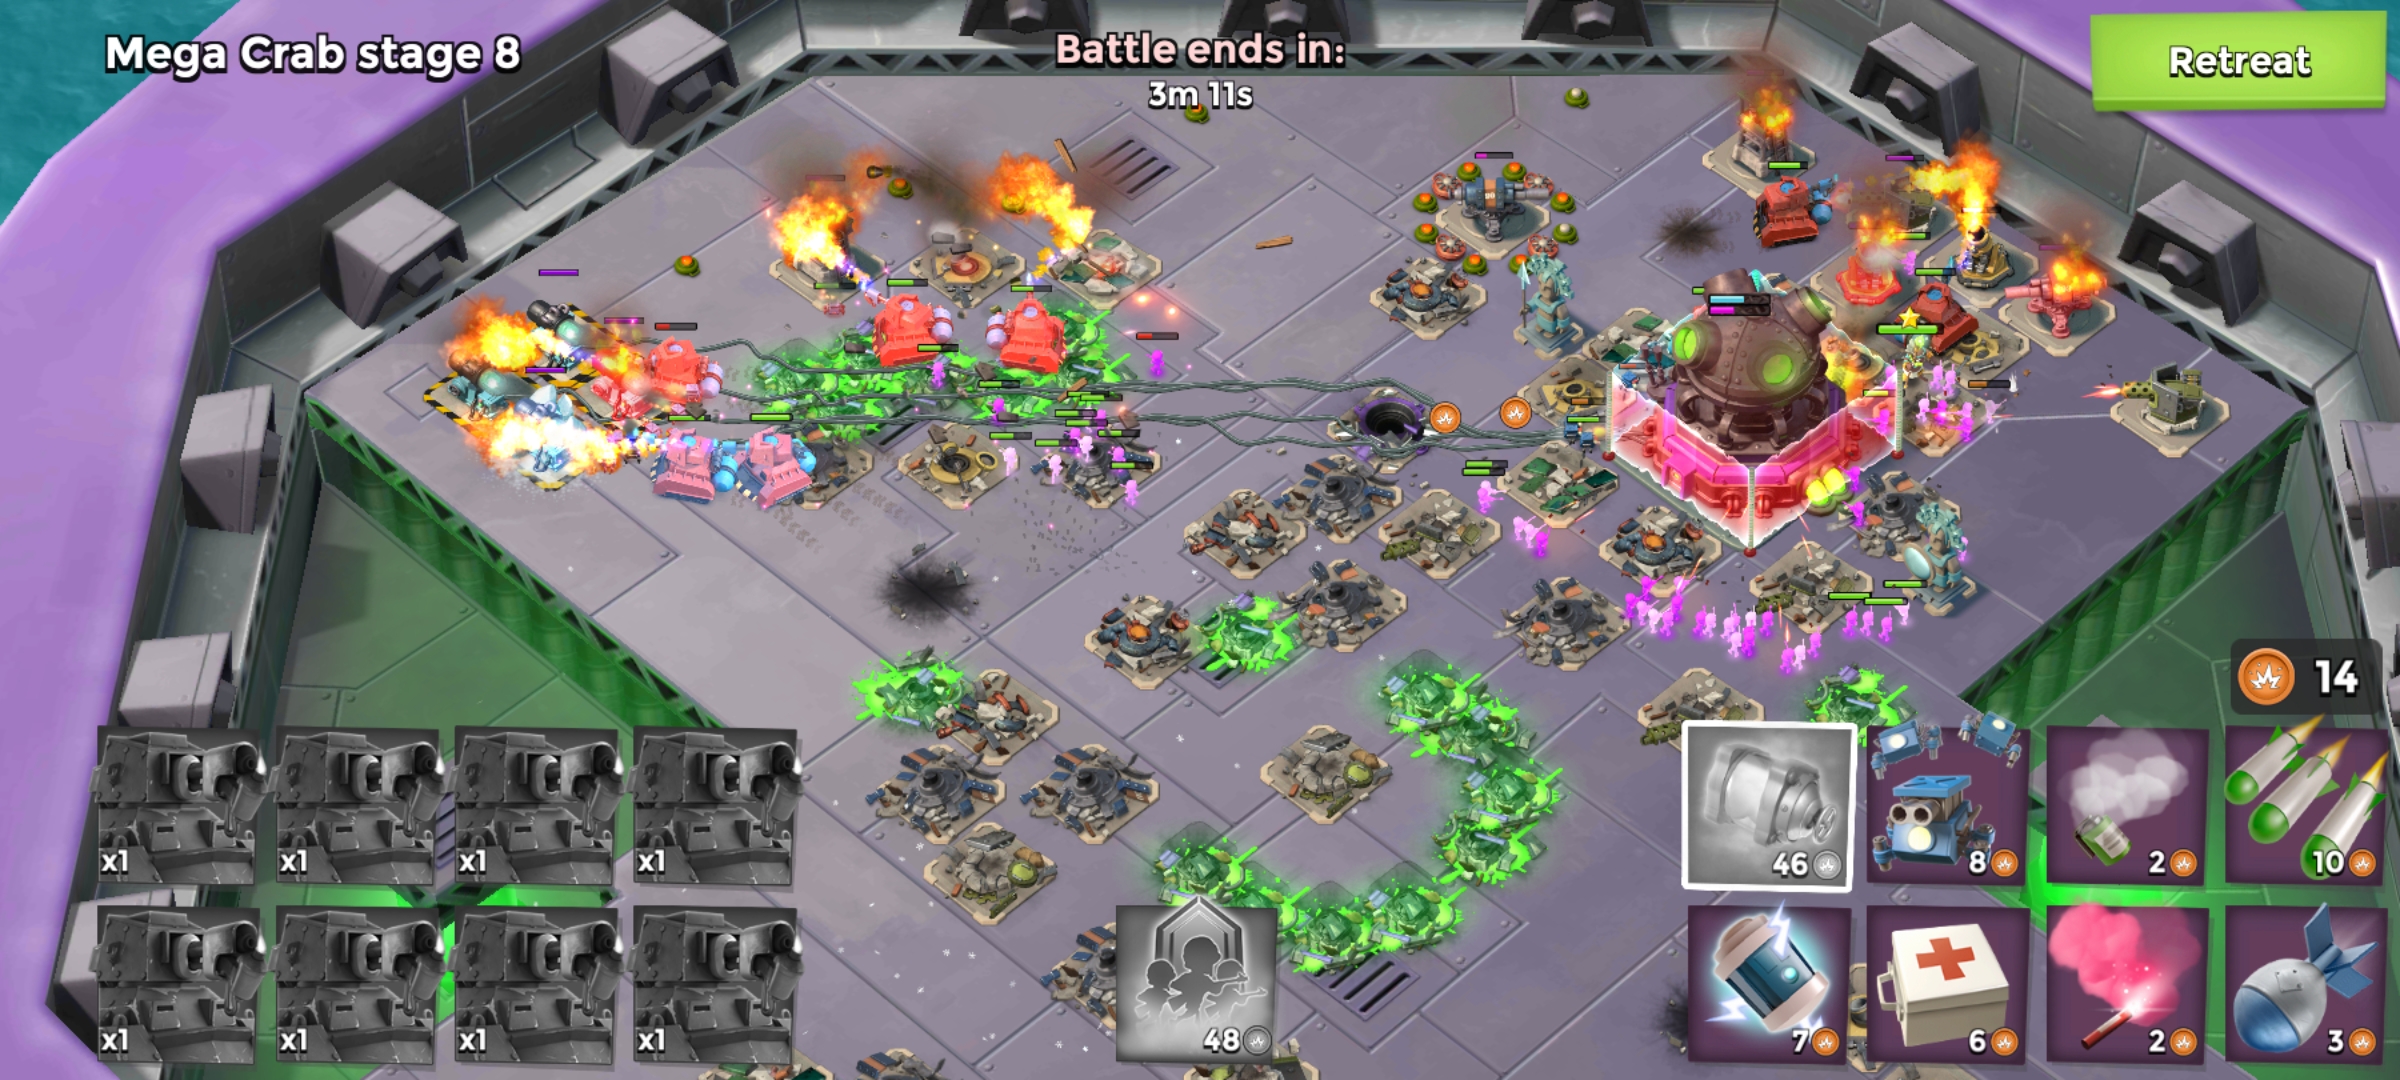 Mega Crab stage 8
Battle ends in:
3m 11s
Retreat
14
x1
x1
x1
x1
46
8
2
10
x1
x1
x1
x1
48
7
6
2
3